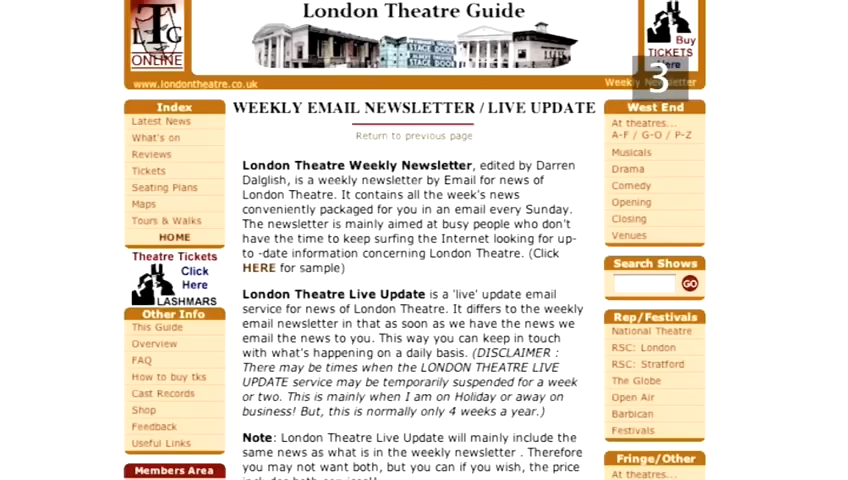 London Theatre Guide
LTG
ONLINE
STAGE DOOR
Buy
TICKETS
Here
www.londontheatre.co.uk
Weekly Newsletter
3
Index
Latest News
What's on
Reviews
Tickets
Seating Plans
Maps
Tours & Walks
HOME
Theatre Tickets
Click
Here
LASHMARS
Other Info
This Guide
Overview
FAQ
How to buy tks
Cast Records
Shop
Feedback
Useful Links
Members Area
WEEKLY EMAIL NEWSLETTER / LIVE UPDATE
Return to previous page
London Theatre Weekly Newsletter, edited by Darren
Dalglish, is a weekly newsletter by Email for news of
London Theatre. It contains all the week's news
conveniently packaged for you in an email every Sunday.
The newsletter is mainly aimed at busy people who don't
have the time to keep surfing the Internet looking for up-
to -date information concerning London Theatre. (Click
HERE for sample)
London Theatre Live Update is a 'live' update email
service for news of London Theatre. It differs to the weekly
email newsletter in that as soon as we have the news we
email the news to you. This way you can keep in touch
with what's happening on a daily basis. (DISCLAIMER :
There may be times when the LONDON THEATRE LIVE
UPDATE service may be temporarily suspended for a week
or two. This is mainly when I am on Holiday or away on
business! But, this is normally only 4 weeks a year.)
Note: London Theatre Live Update will mainly include the
same news as what is in the weekly newsletter . Therefore
you may not want both, but you can if you wish, the price
includes both services!!
West End
At theatres...
A-F / G-O / P-Z
Musicals
Drama
Comedy
Opening
Closing
Venues
Search Shows
GO
Rep/Festivals
National Theatre
RSC: London
RSC: Stratford
The Globe
Open Air
Barbican
Festivals
Fringe/Other
At theatres...